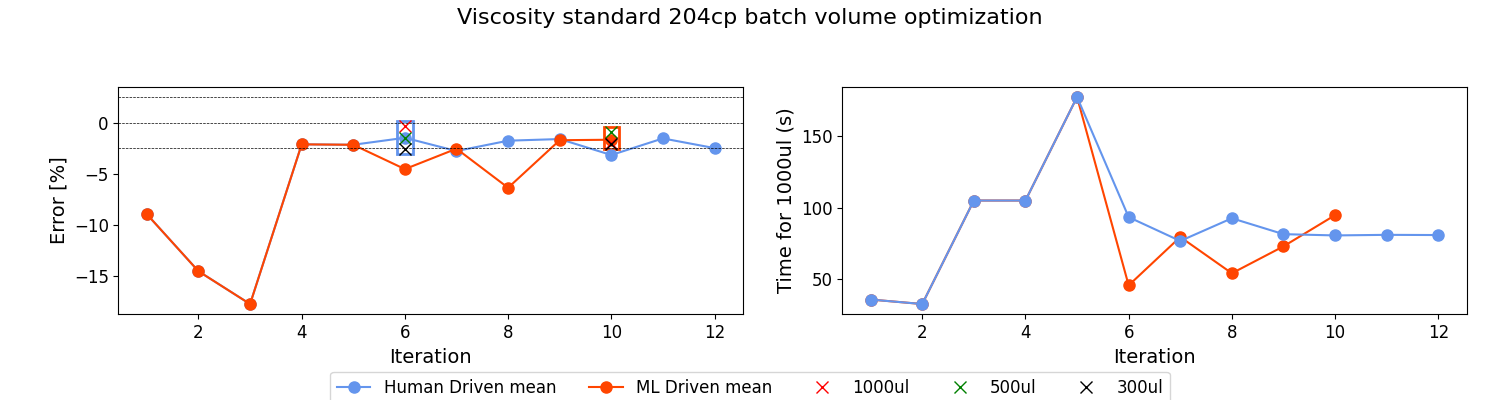 Viscosity standard 204cp batch volume optimization
Error [%]
0
−5
−10
−15
2 4 6 8 10 12
Iteration
Time for 1000ul (s)
150
100
50
2 4 6 8 10 12
Iteration
Human Driven mean ML Driven mean 1000ul 500ul 300ul